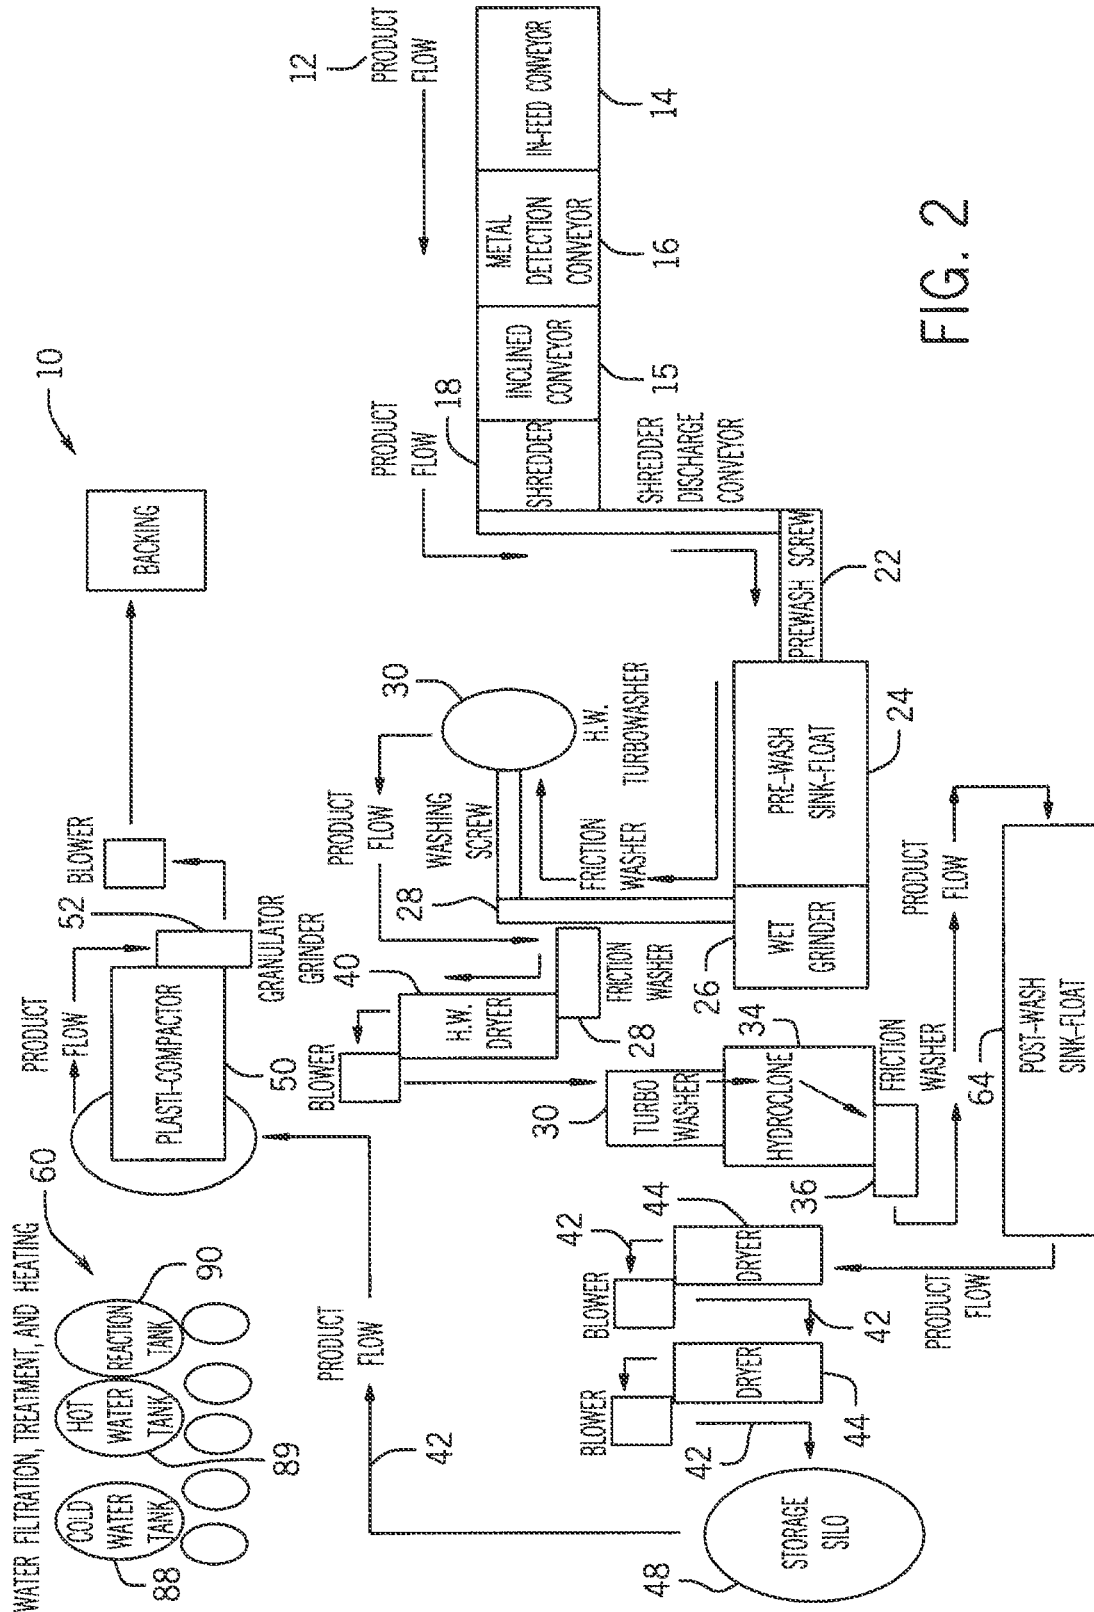 WATER FILTRATION, TREATMENT, AND HEATING
60
COLD
WATER
TANK
88
HOT
WATER
TANK
89
REACTION
TANK
90
PRODUCT
FLOW
PLASTI-COMPACTOR
50
52
GRANULATOR
GRINDER
BLOWER
BACKING
10
12
PRODUCT
FLOW
IN-FEED CONVEYOR
14
METAL
DETECTION
CONVEYOR
16
INCLINED
CONVEYOR
15
SHREDDER
18
PRODUCT
FLOW
SHREDDER
DISCHARGE
CONVEYOR
PREWASH SCREW
22
PRE-WASH
SINK-FLOAT
24
WET
GRINDER
26
FRICTION
WASHER
28
WASHING
SCREW
30
H.W.
TURBOWASHER
PRODUCT
FLOW
FRICTION
WASHER
28
H.W.
DRYER
40
BLOWER
TURBO
WASHER
30
HYDROCLONE
34
FRICTION
WASHER
36
PRODUCT
FLOW
POST-WASH
SINK-FLOAT
64
PRODUCT
FLOW
DRYER
44
BLOWER
42
42
DRYER
44
BLOWER
42
STORAGE
SILO
48
42
PRODUCT
FLOW
FIG. 2